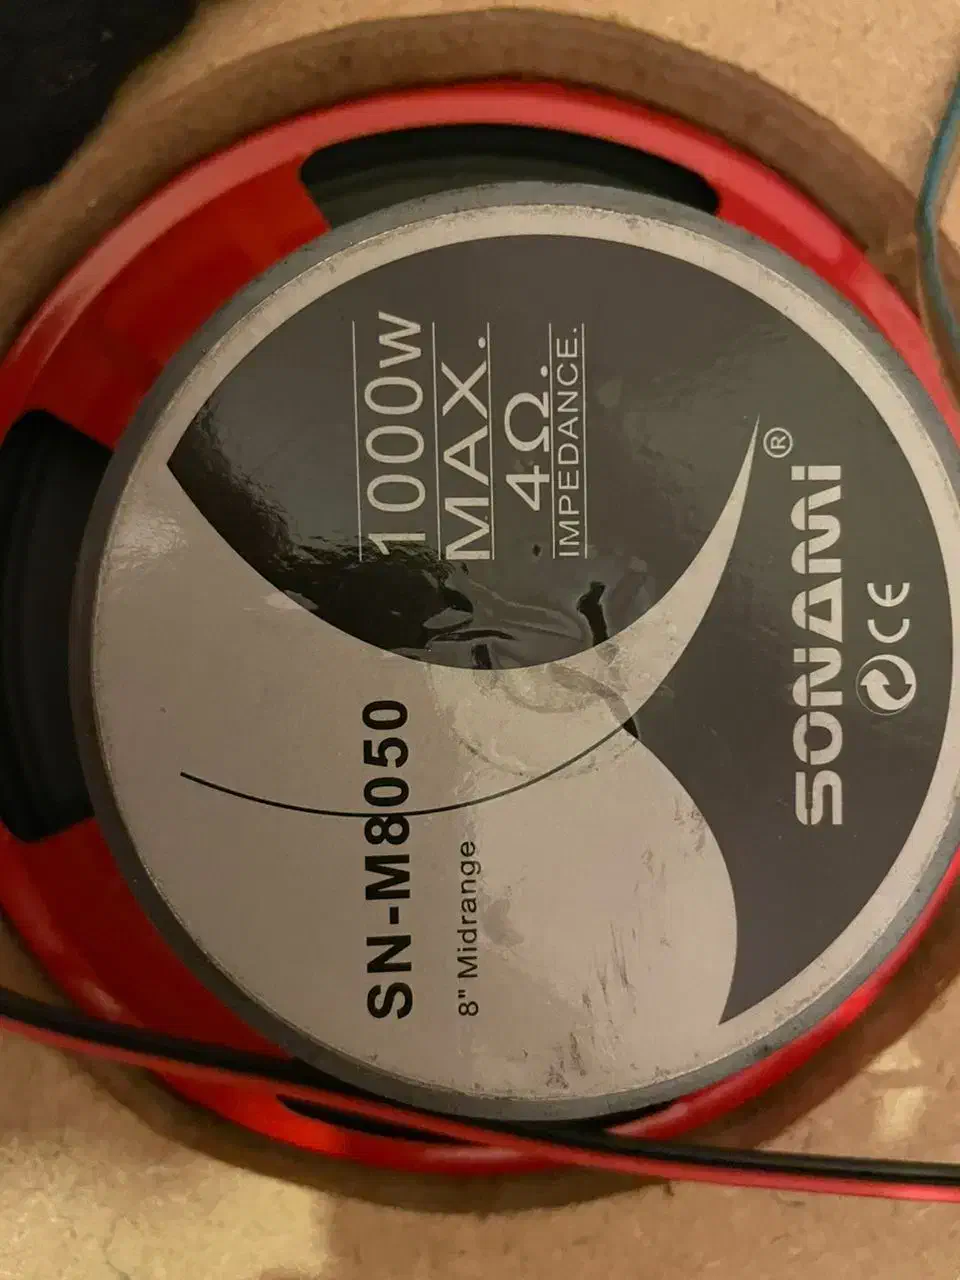 SN-M8050
8" Midrange
1000W
MAX.
4Ω.
IMPEDANCE.
SONAMI®
CE